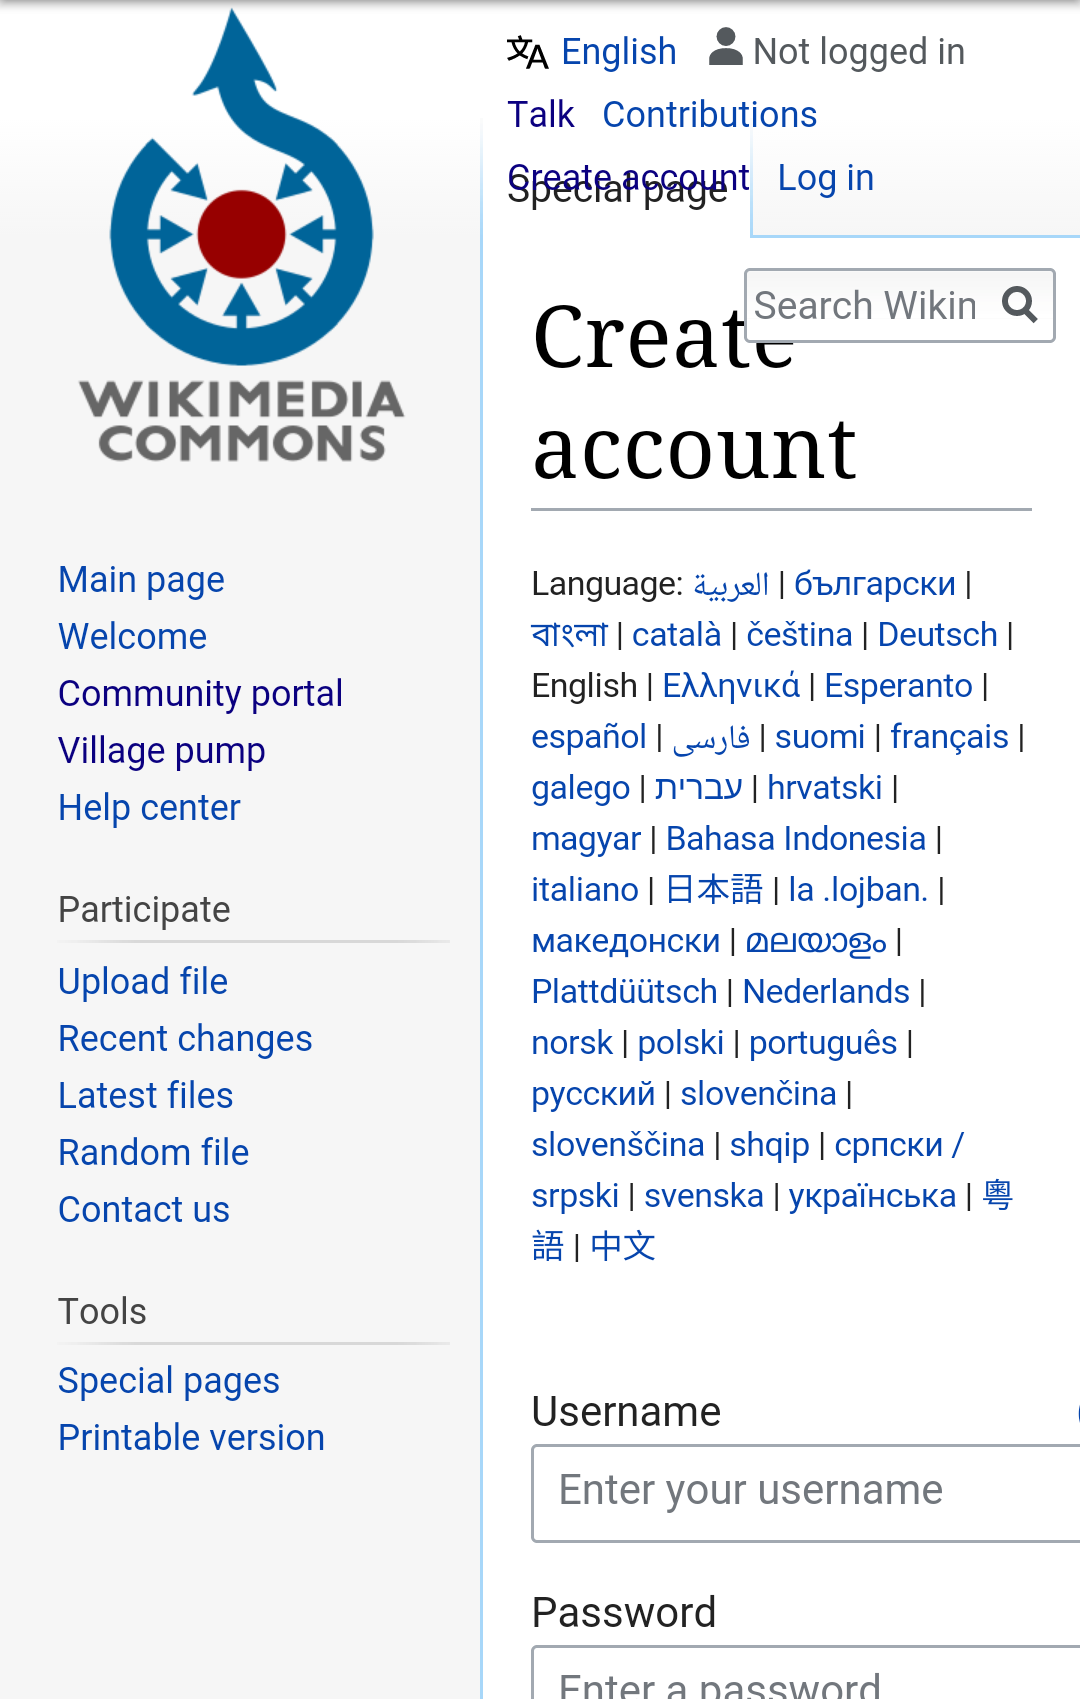 WIKIMEDIA
COMMONS
Main page
Welcome
Community portal
Village pump
Help center
Participate
Upload file
Recent changes
Latest files
Random file
Contact us
Tools
Special pages
Printable version
English Not logged in
Talk Contributions
Create account Log in
Special page
Search Wikin
Create
account
Language: العربية | български |
বাংলা | català | čeština | Deutsch |
English | Ελληνικά | Esperanto |
español | فارسی | suomi | français |
galego | עברית | hrvatski |
magyar | Bahasa Indonesia |
italiano | 日本語 | la .lojban. |
македонски | മലയാളം |
Plattdüütsch | Nederlands |
norsk | polski | português |
русский | slovenčina |
slovenščina | shqip | српски /
srpski | svenska | українська | 粵
語 | 中文
Username
Enter your username
Password
Enter a password